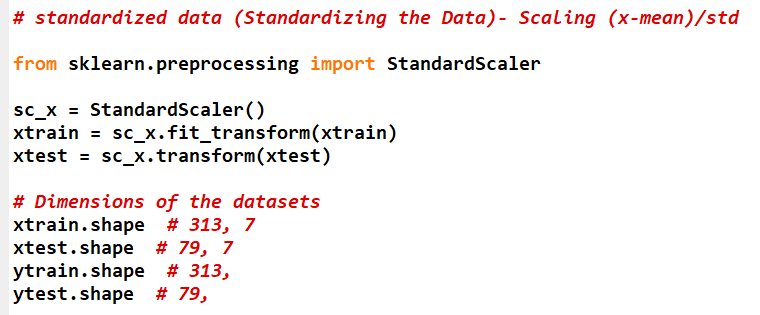 # standardized data (Standardizing the Data)- Scaling (x-mean)/std
from sklearn.preprocessing import StandardScaler
sc_x = StandardScaler()
xtrain = sc_x.fit_transform(xtrain)
xtest = sc_x.transform(xtest)
# Dimensions of the datasets
xtrain.shape  # 313, 7
xtest.shape  # 79, 7
ytrain.shape  # 313,
ytest.shape  # 79,